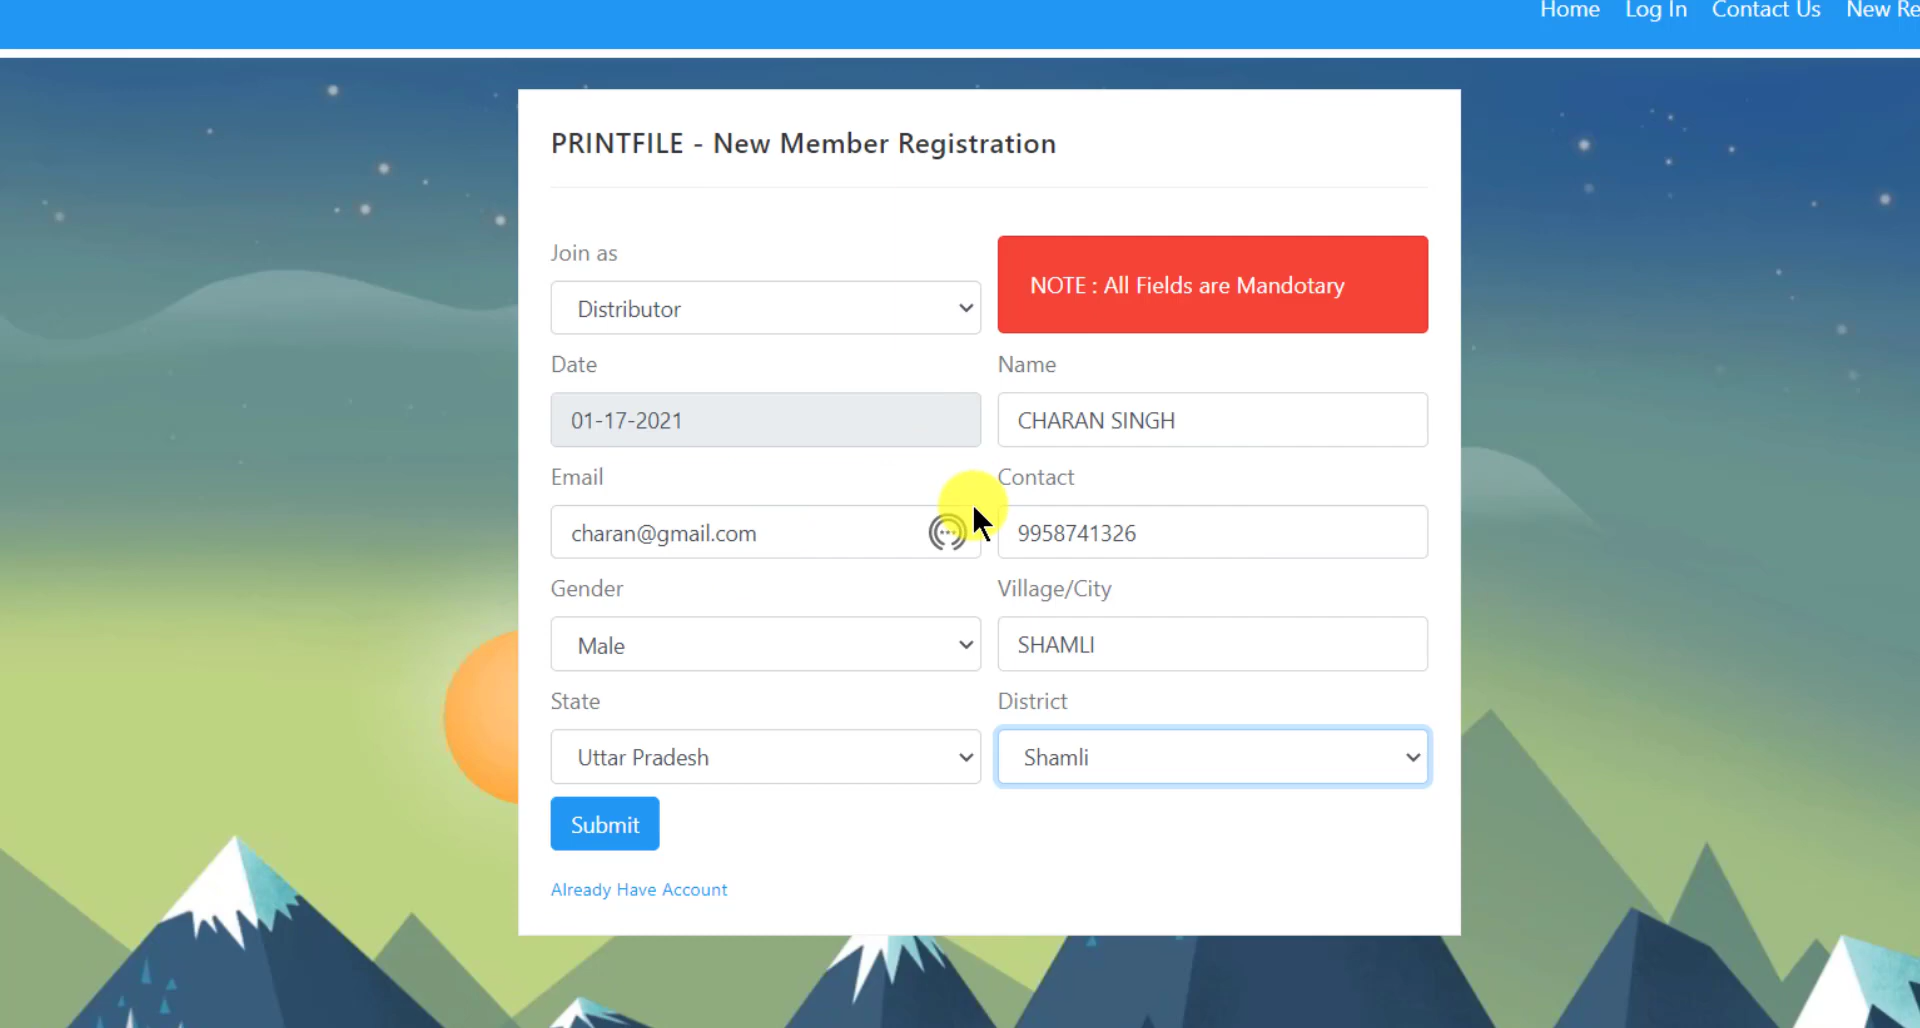 Home Log In Contact Us New Re
PRINTFILE - New Member Registration
Join as
Distributor
NOTE : All Fields are Mandotary
Date
Name
01-17-2021
CHARAN SINGH
Email
Contact
charan@gmail.com
9958741326
Gender
Village/City
Male
SHAMLI
State
District
Uttar Pradesh
Shamli
Submit
Already Have Account